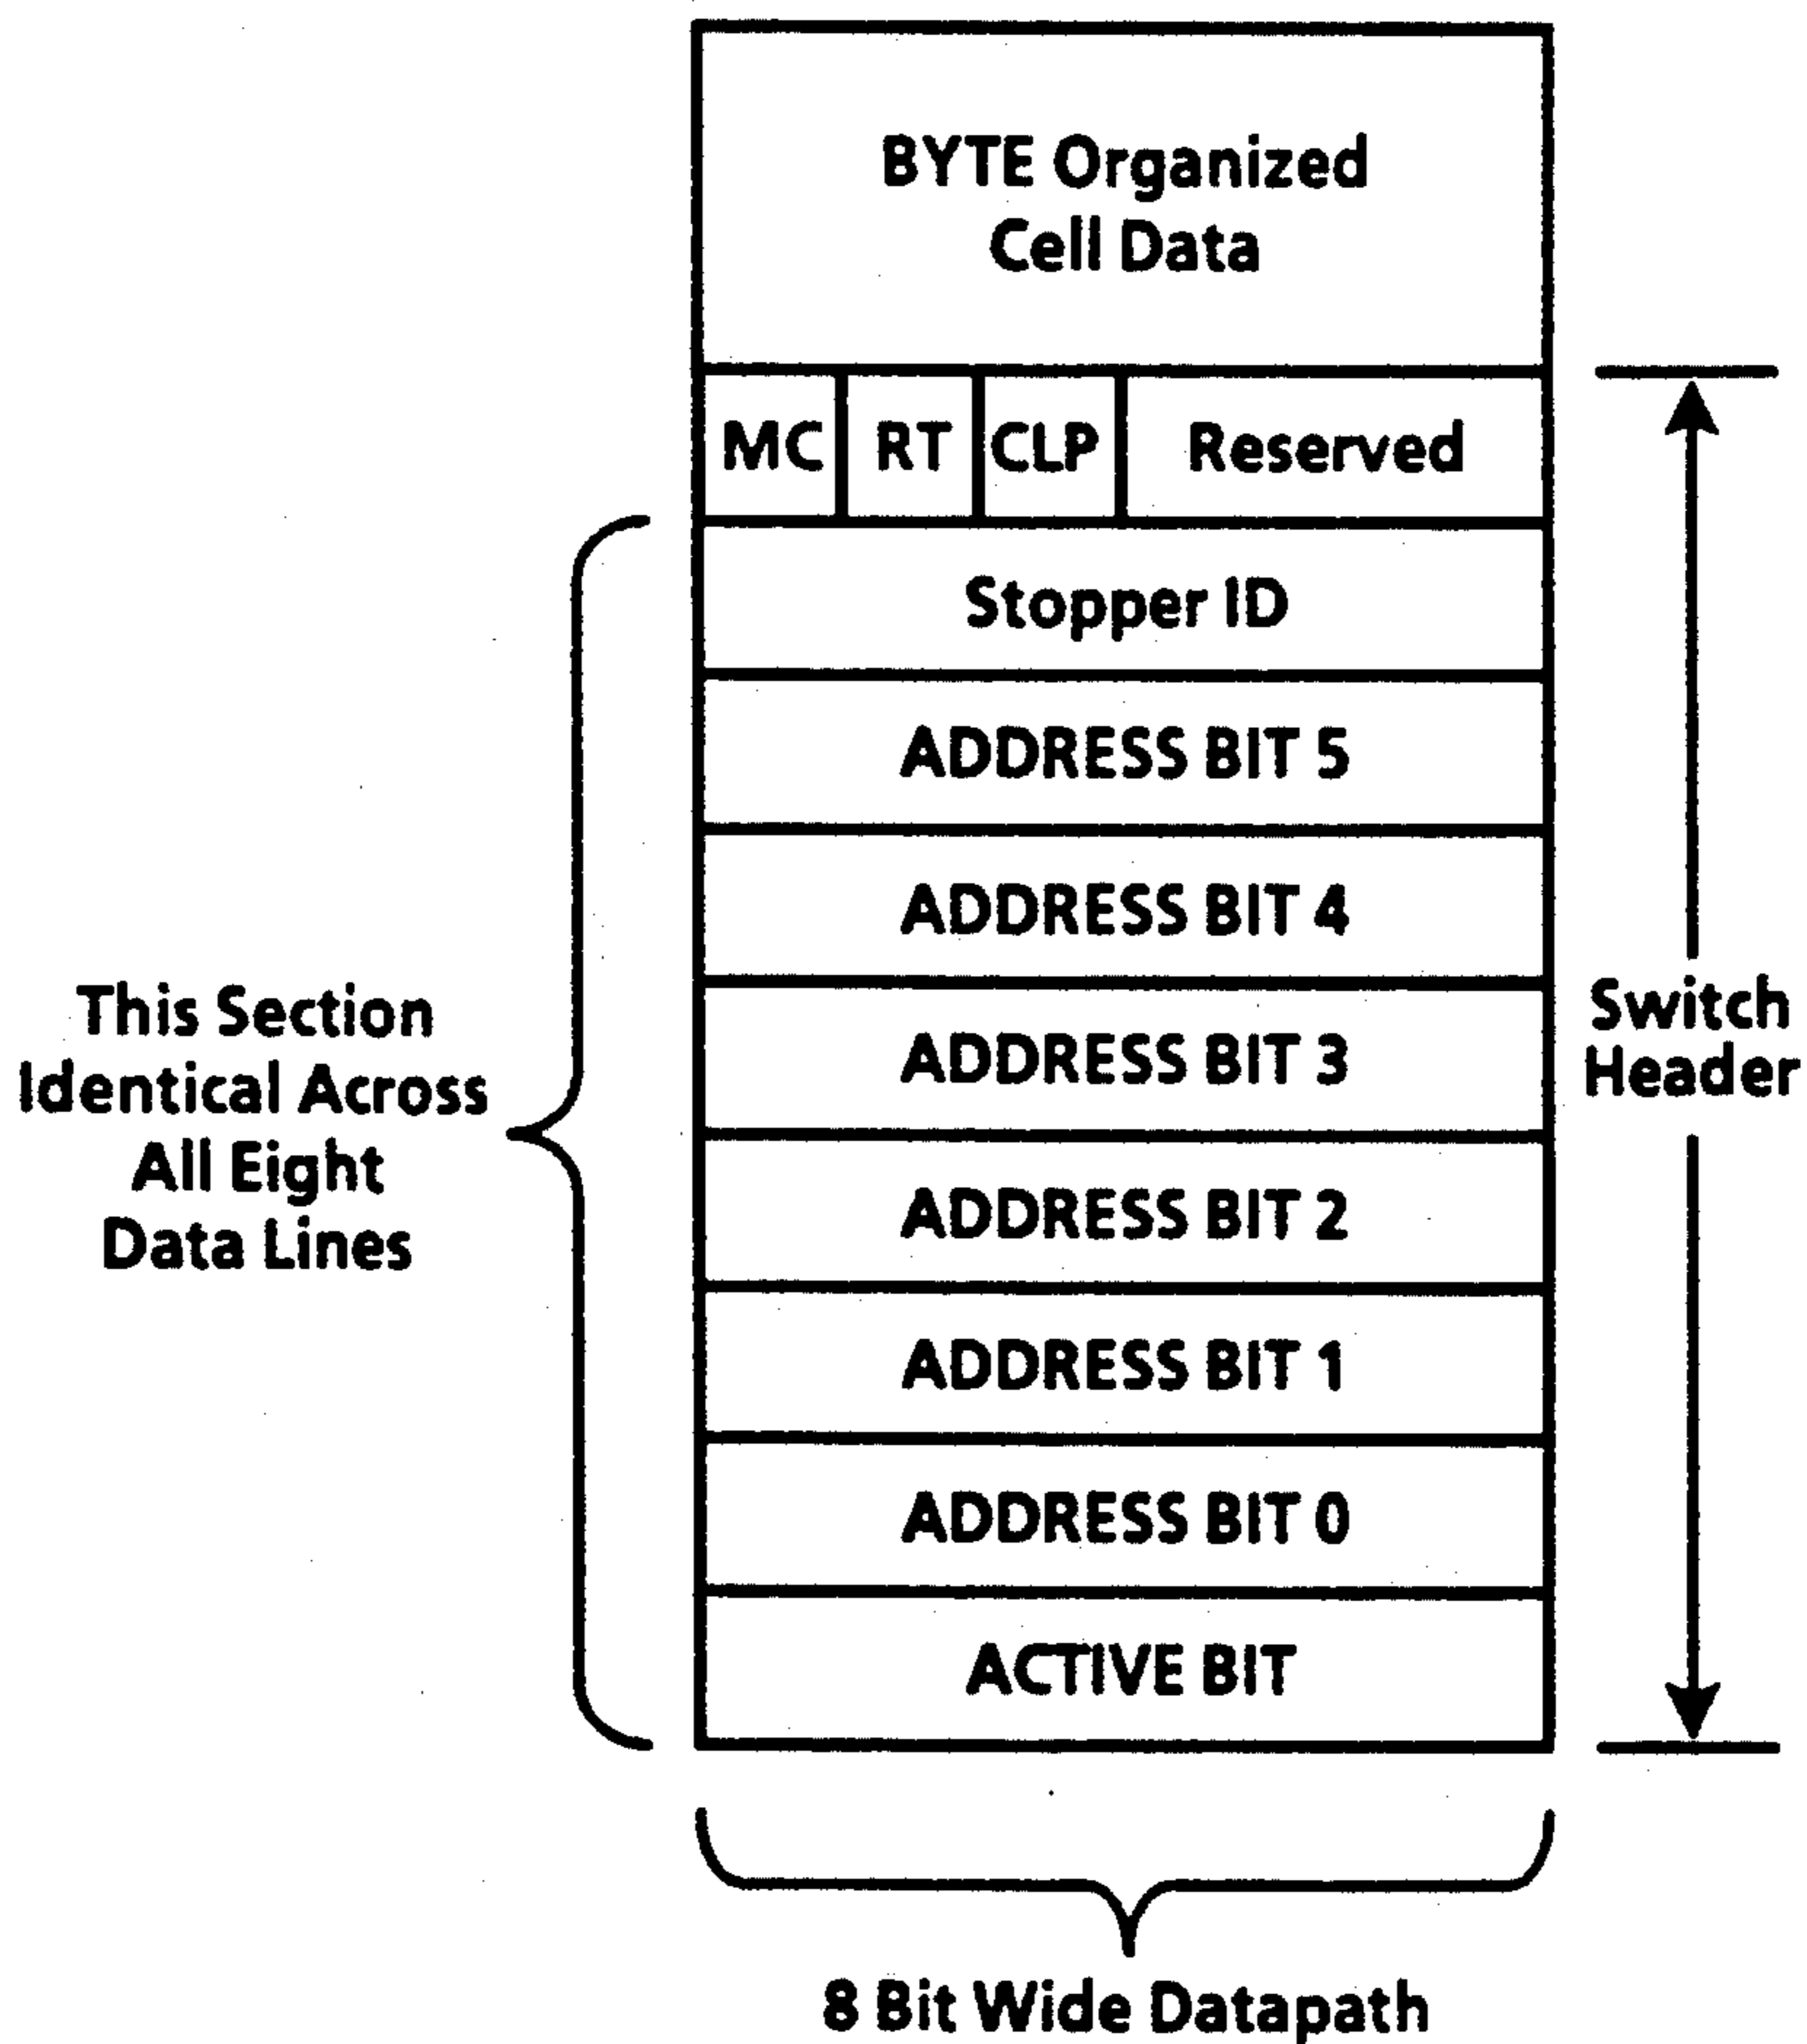 BYTE Organized
Cell Data
MC RT CLP Reserved
Stopper ID
ADDRESS BIT 5
ADDRESS BIT 4
ADDRESS BIT 3
ADDRESS BIT 2
ADDRESS BIT 1
ADDRESS BIT 0
ACTIVE BIT
This Section
Identical Across
All Eight
Data Lines
Switch
Header
8 Bit Wide Datapath